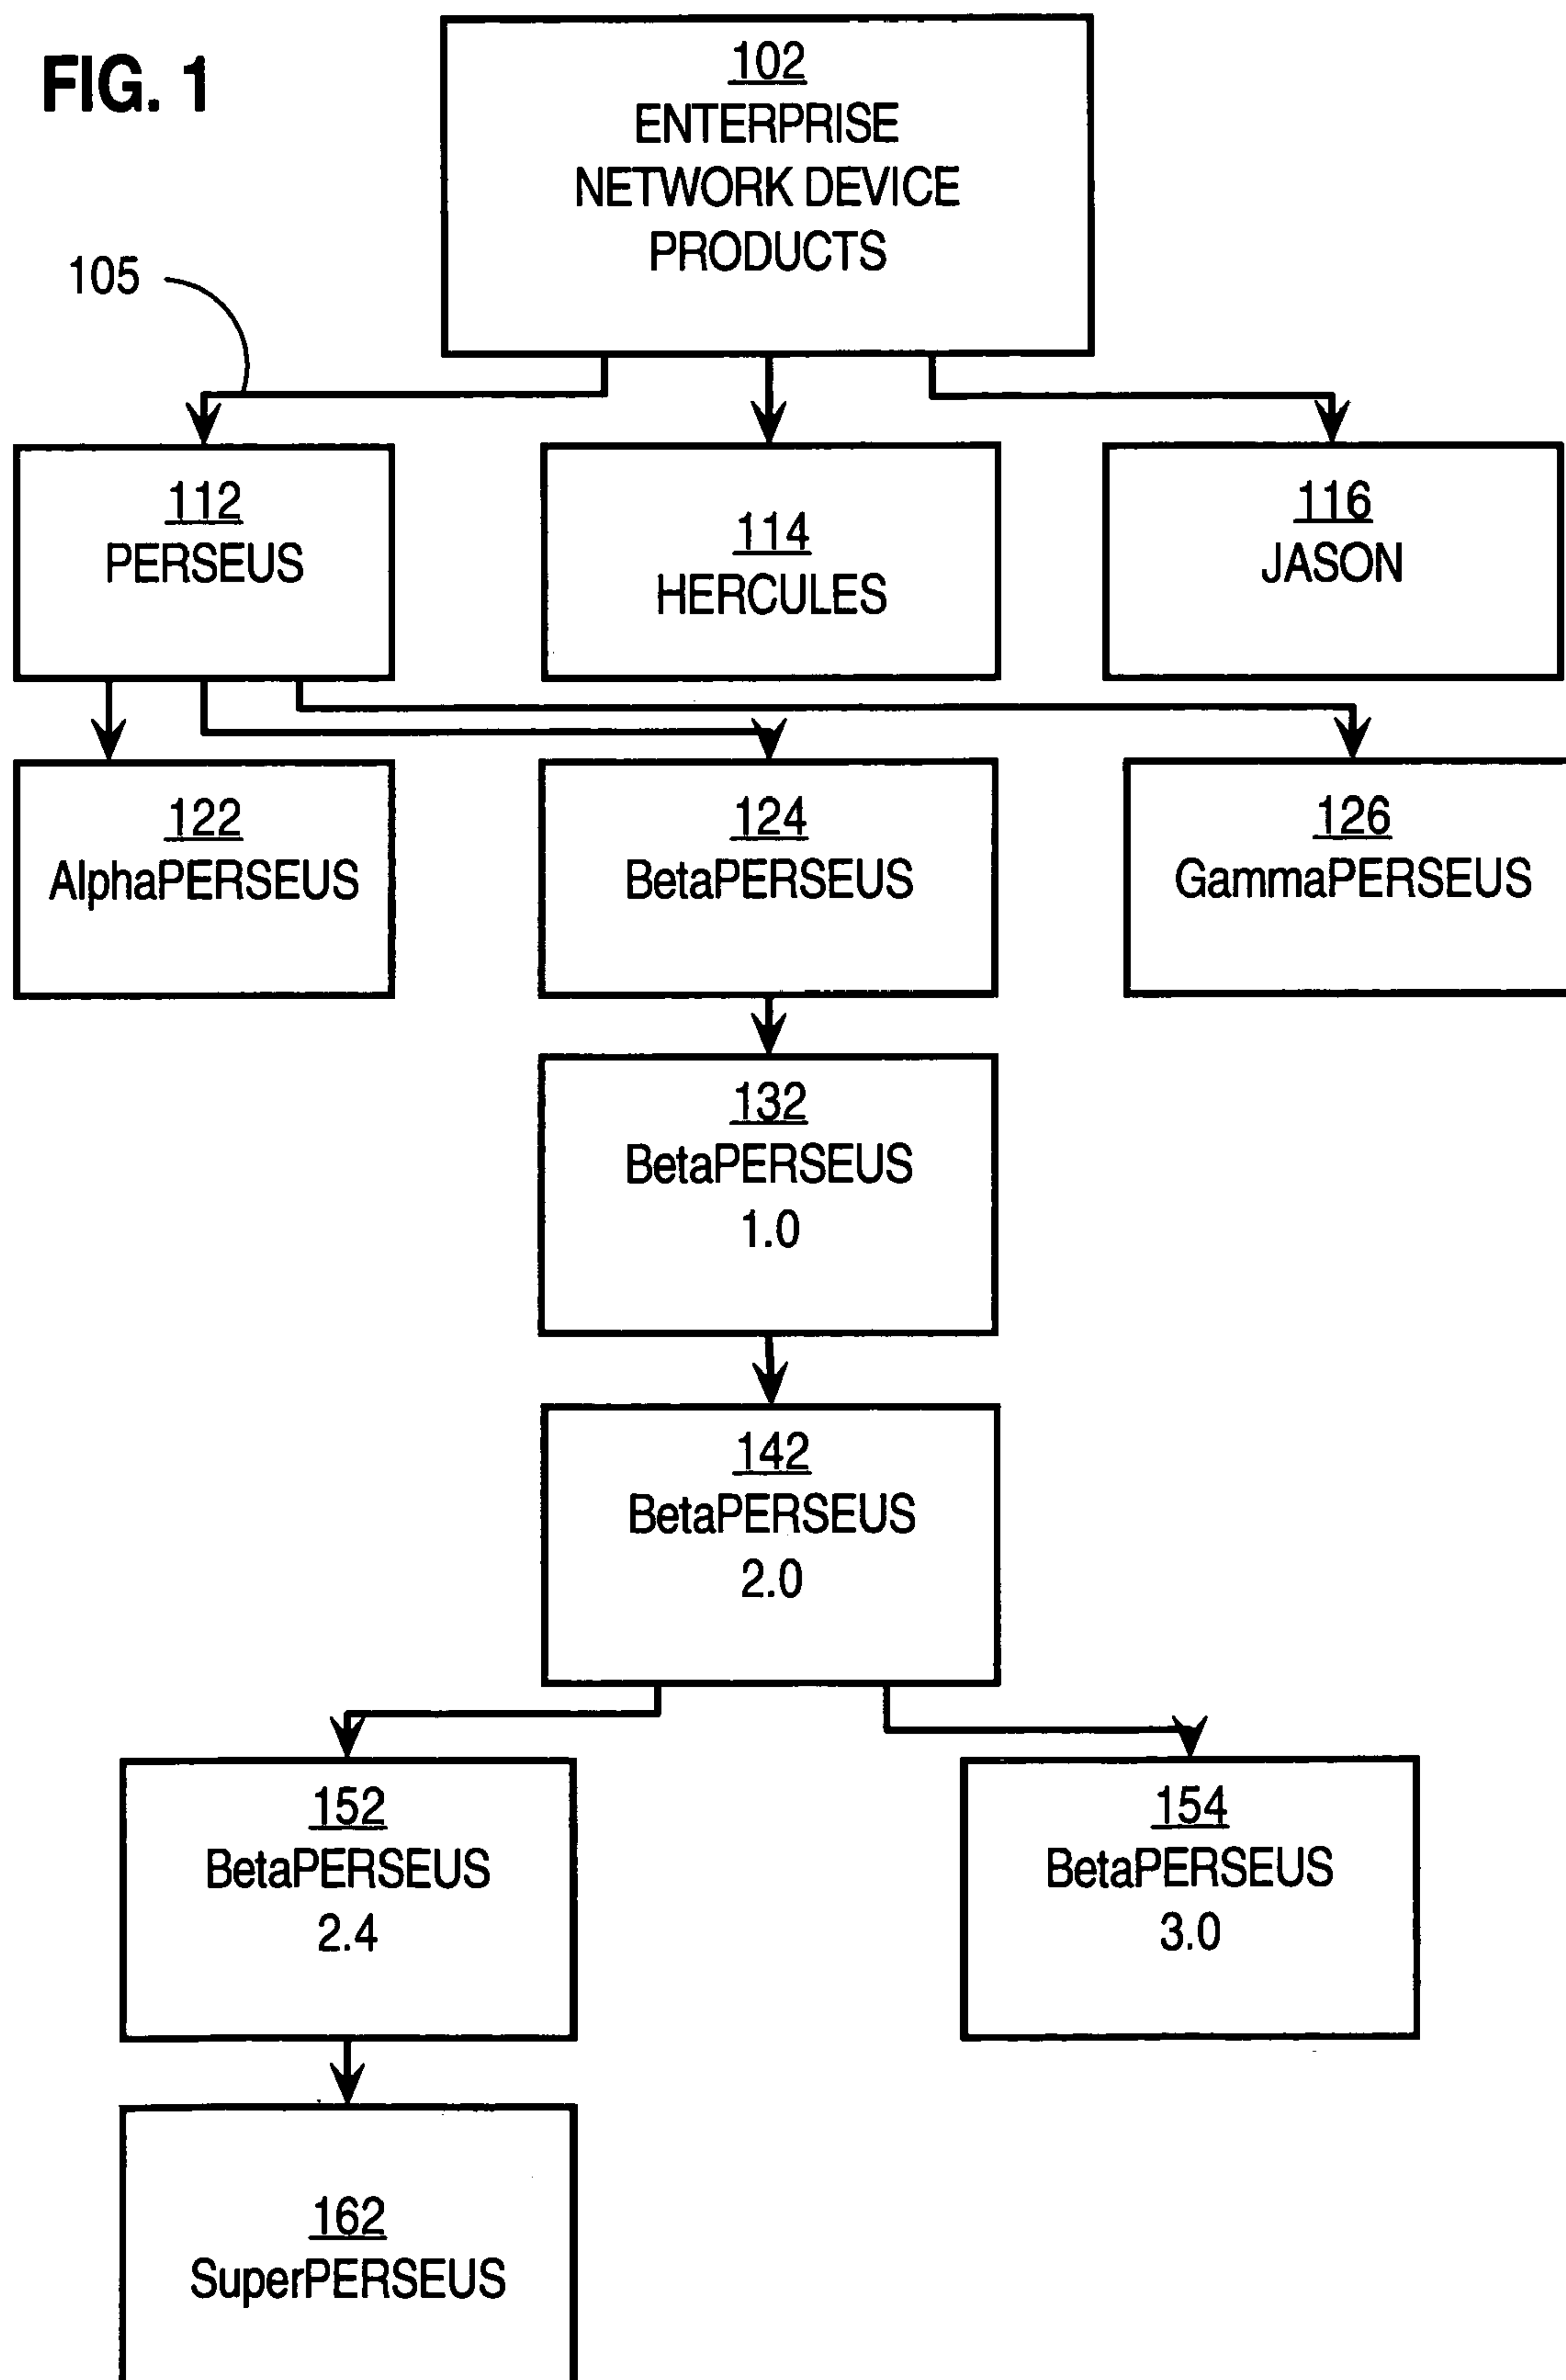 FIG. 1
102
ENTERPRISE
NETWORK DEVICE
PRODUCTS
105
112
PERSEUS
114
HERCULES
116
JASON
122
AlphaPERSEUS
124
BetaPERSEUS
126
GammaPERSEUS
132
BetaPERSEUS
1.0
142
BetaPERSEUS
2.0
152
BetaPERSEUS
2.4
154
BetaPERSEUS
3.0
162
SuperPERSEUS